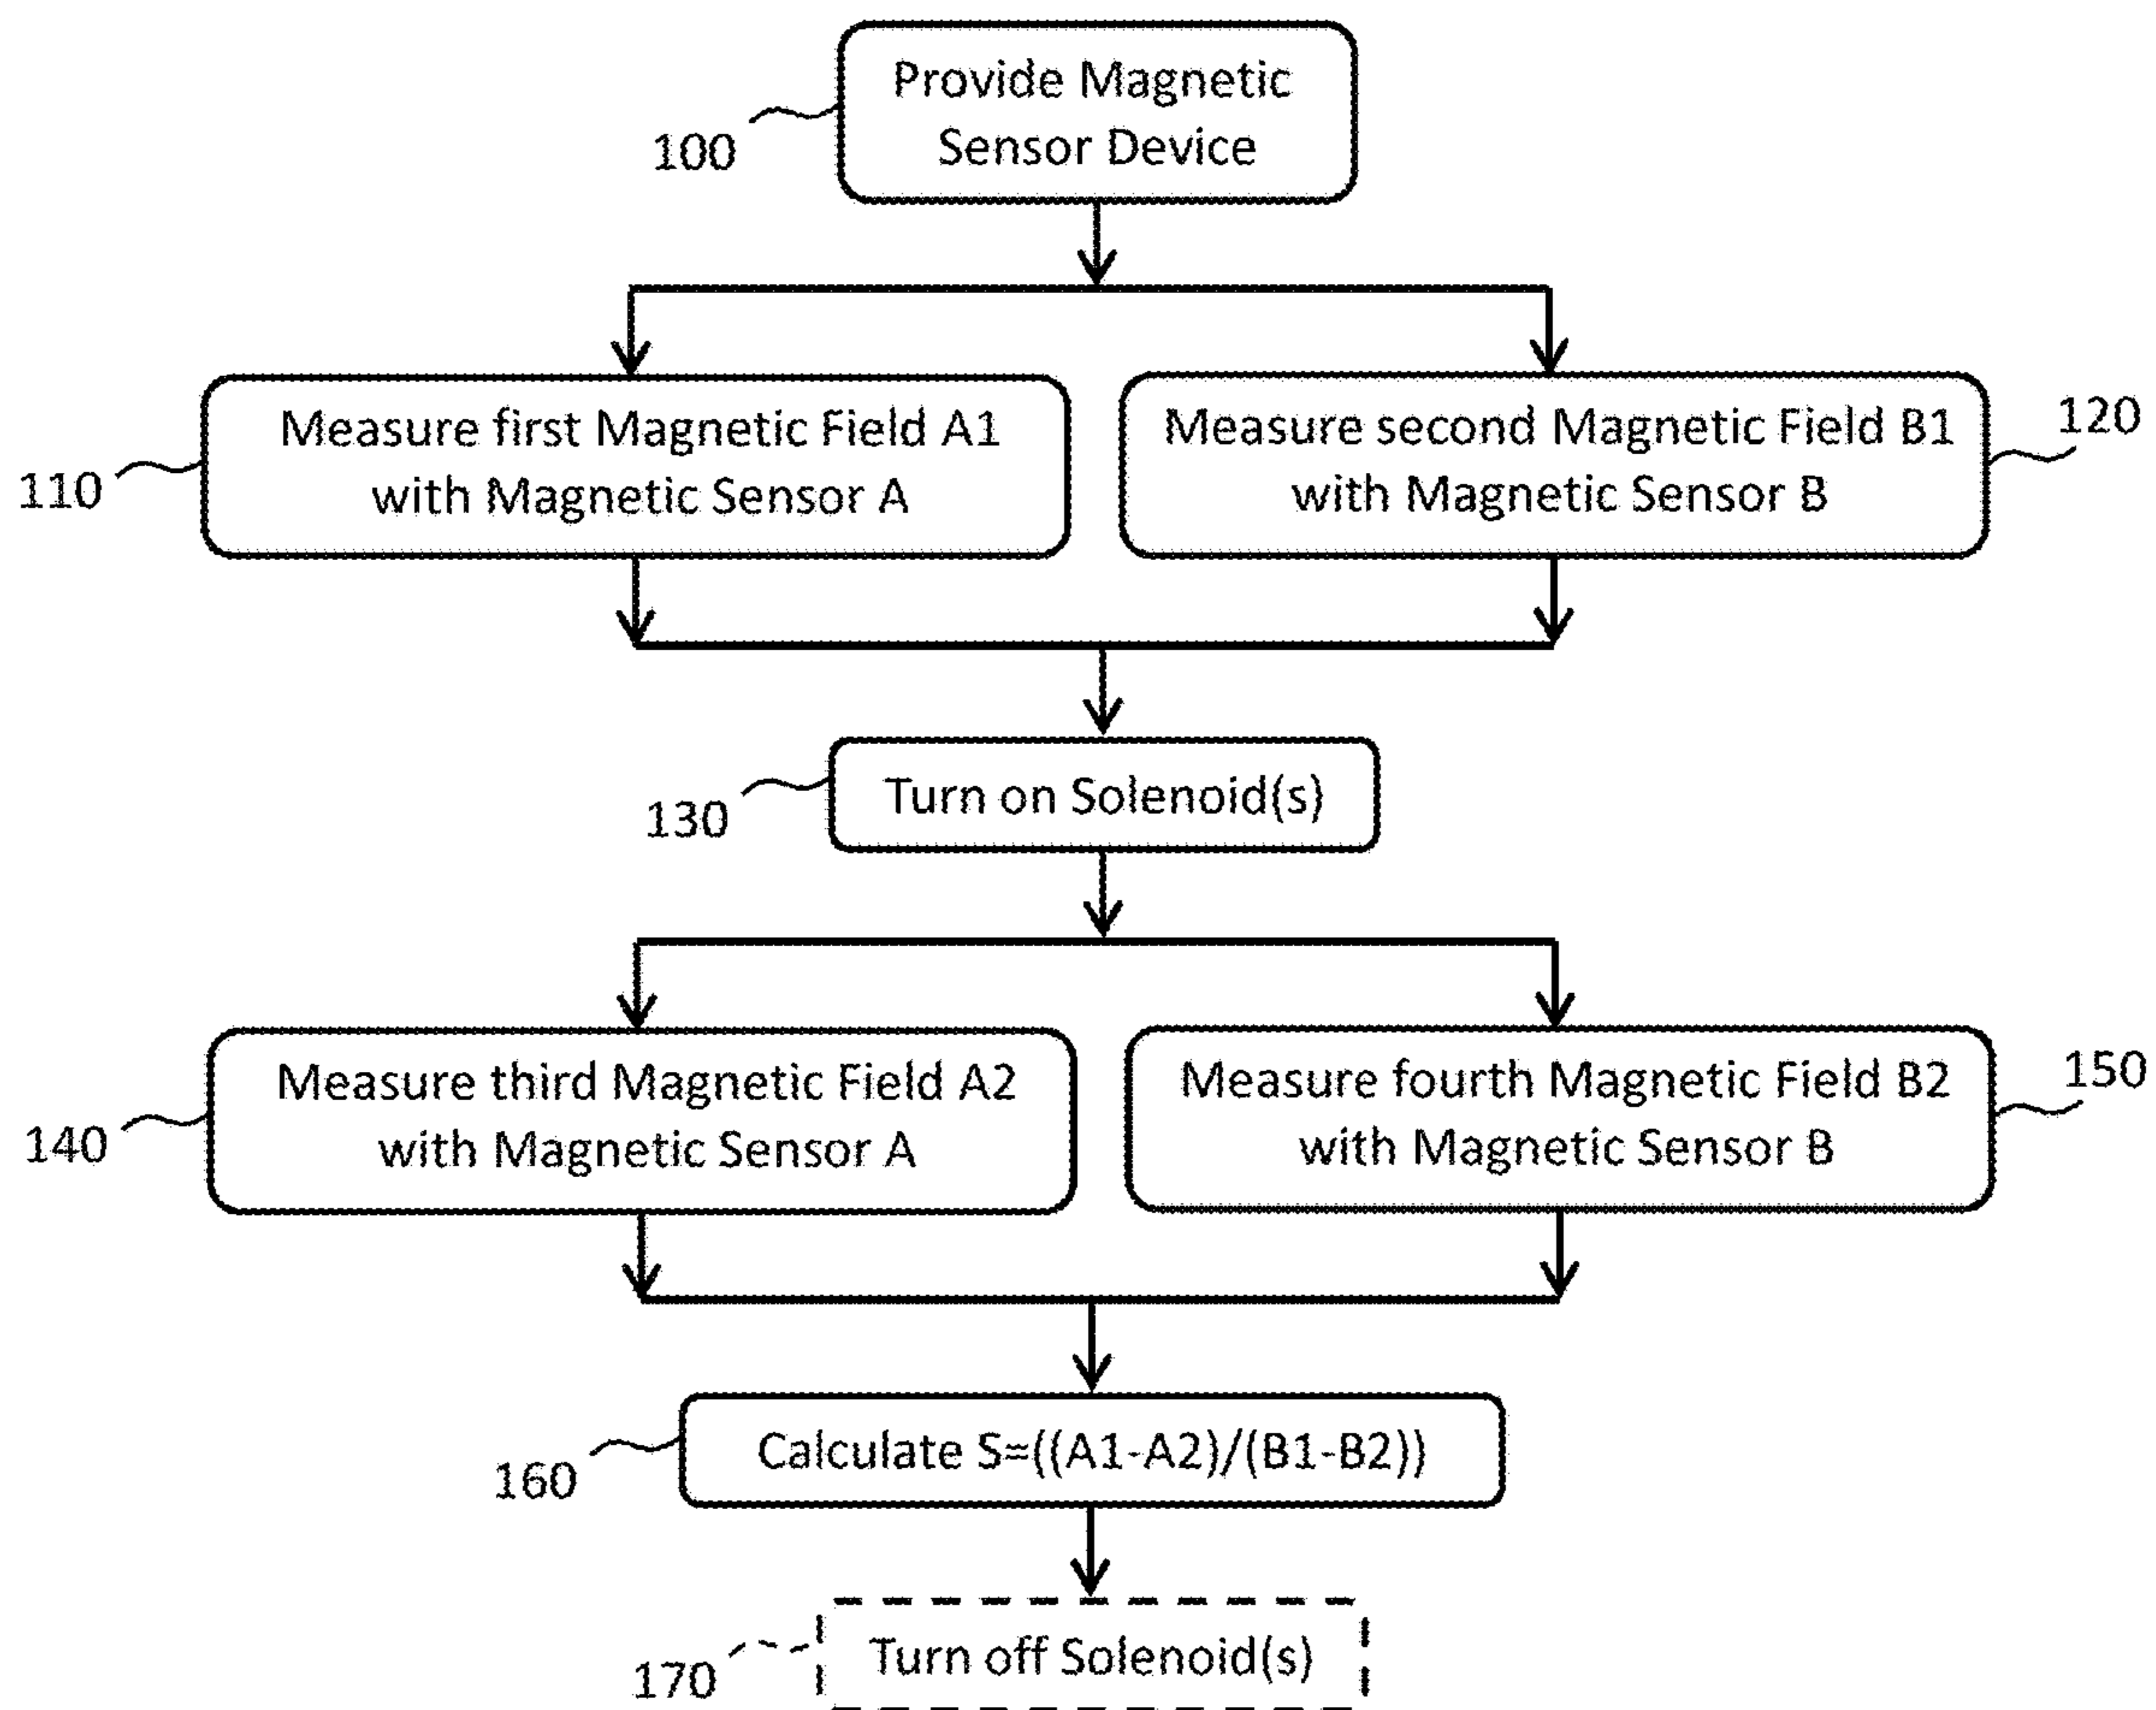 Provide Magnetic
Sensor Device
100
Measure first Magnetic Field A1
with Magnetic Sensor A
110
Measure second Magnetic Field B1
with Magnetic Sensor B
120
Turn on Solenoid(s)
130
Measure third Magnetic Field A2
with Magnetic Sensor A
140
Measure fourth Magnetic Field B2
with Magnetic Sensor B
150
Calculate S=((A1-A2)/(B1-B2))
160
Turn off Solenoid(s)
170